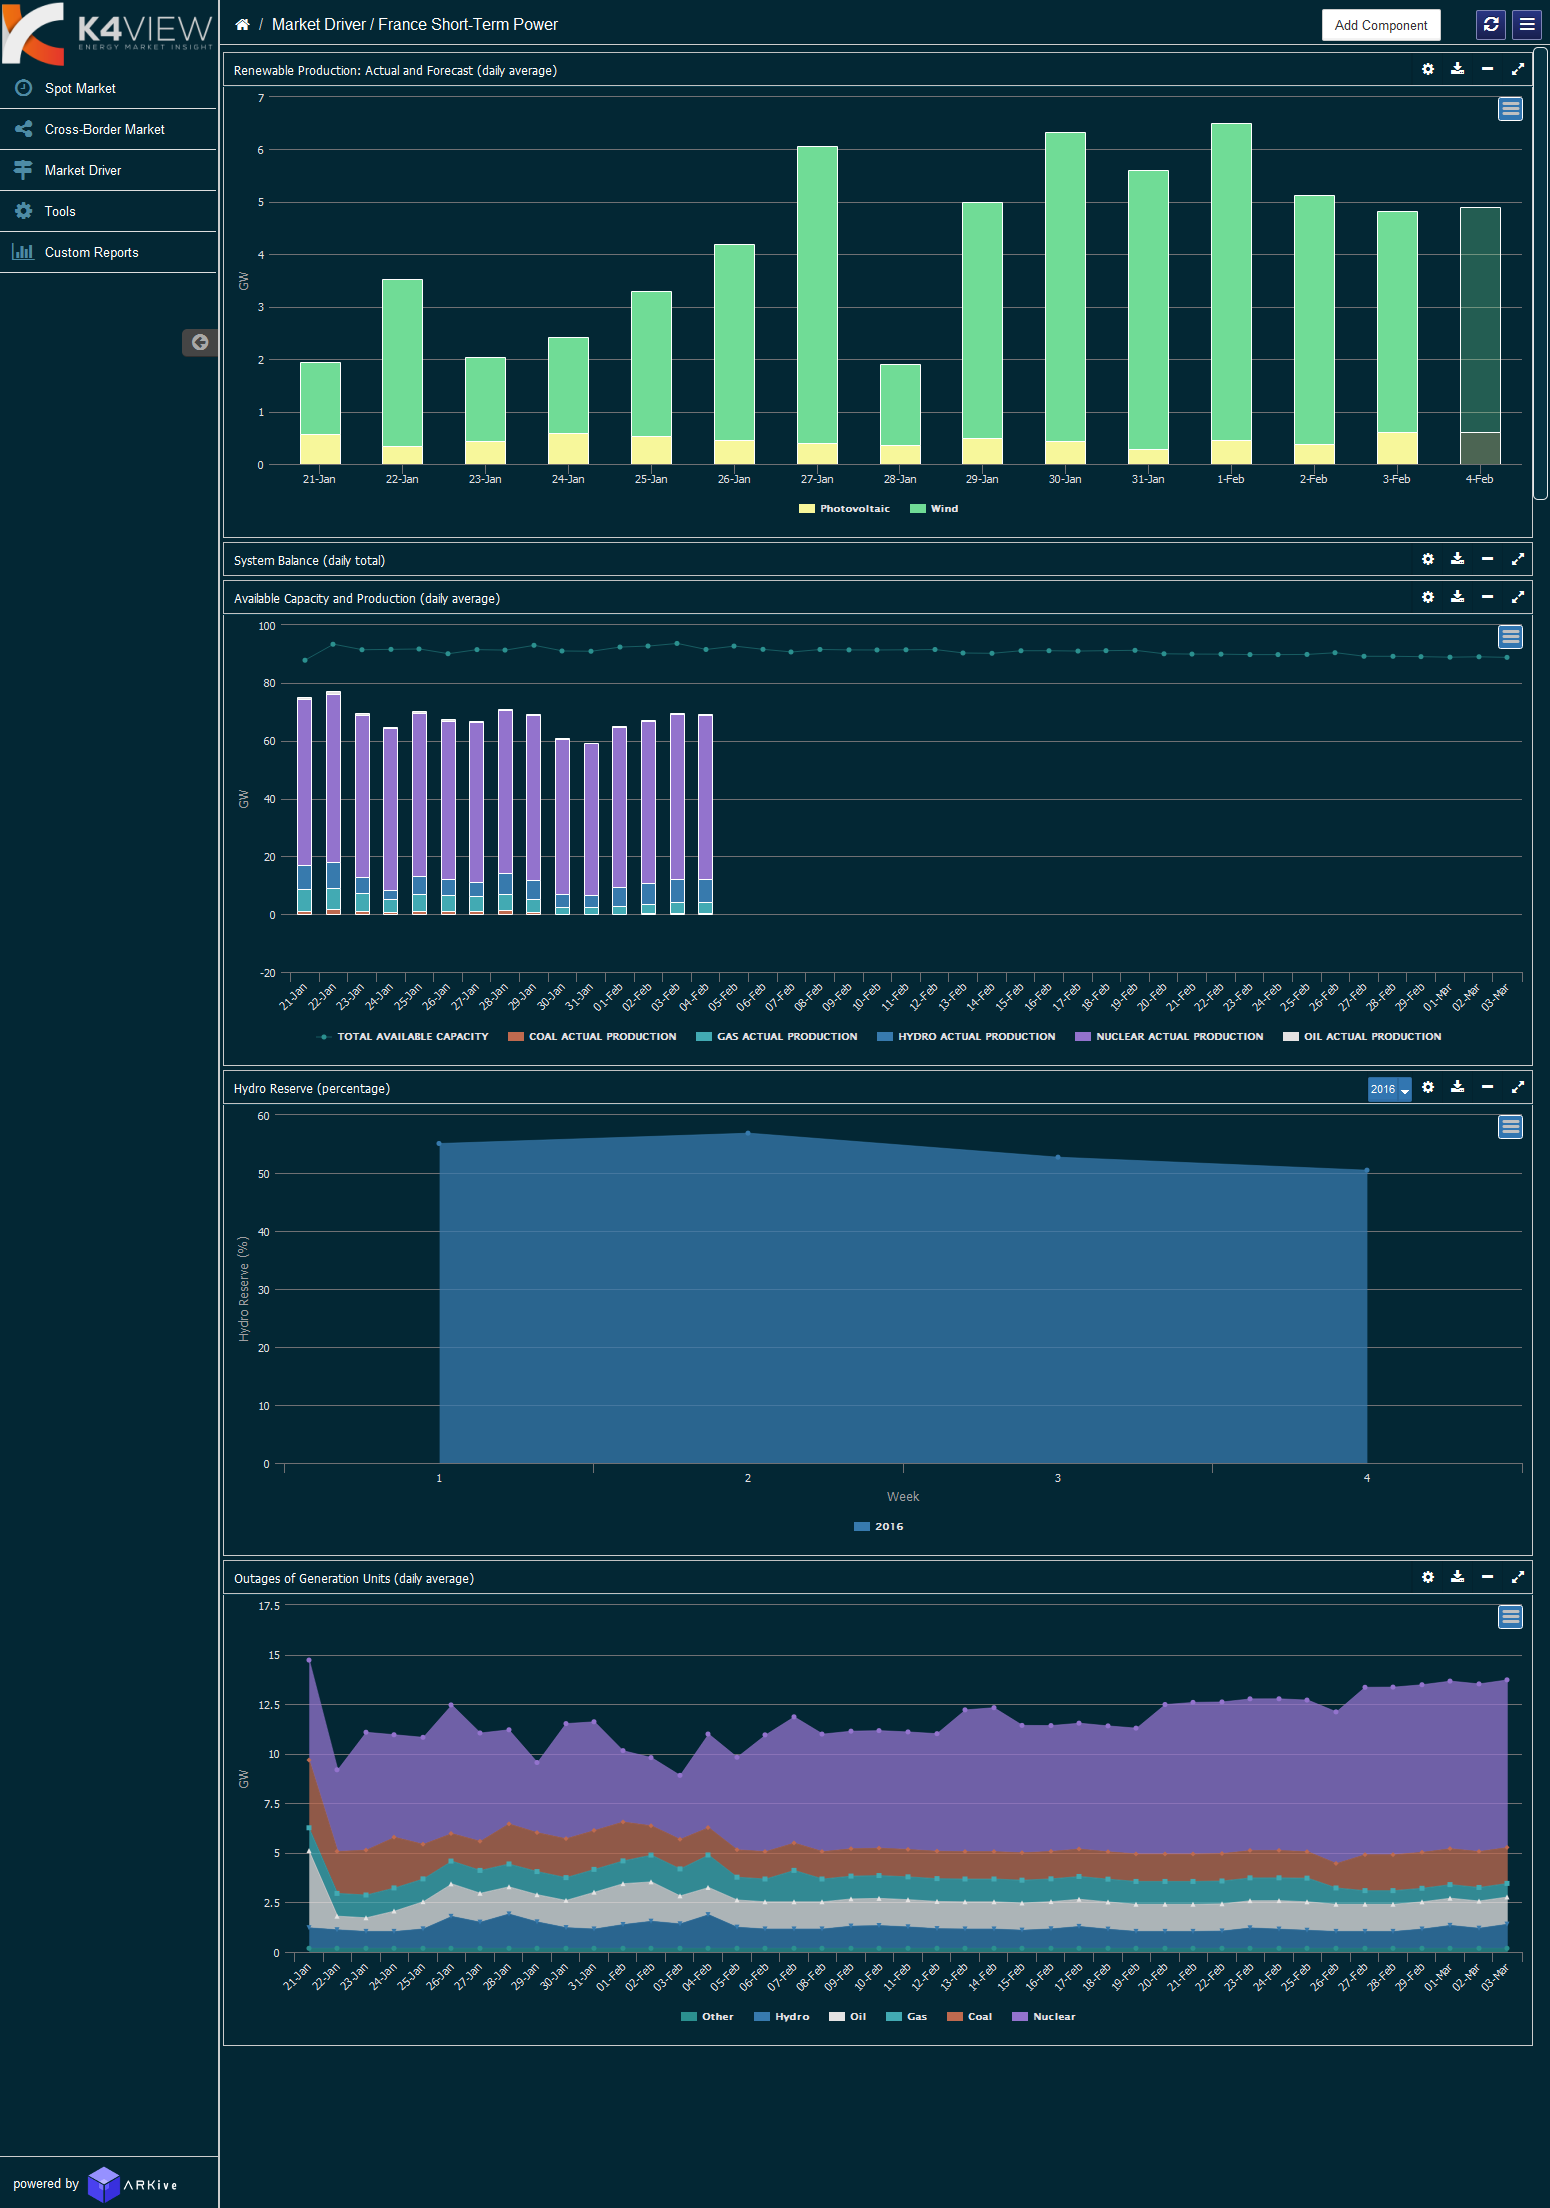 K4VIEW
ENERGY MARKET INSIGHT
Spot Market
Cross-Border Market
Market Driver
Tools
Custom Reports
/ Market Driver / France Short-Term Power
Add Component
Renewable Production: Actual and Forecast (daily average)
7
6
5
4
3
2
1
0
GW
21-Jan 22-Jan 23-Jan 24-Jan 25-Jan 26-Jan 27-Jan 28-Jan 29-Jan 30-Jan 31-Jan 1-Feb 2-Feb 3-Feb 4-Feb
Photovoltaic Wind
System Balance (daily total)
Available Capacity and Production (daily average)
100
80
60
40
20
0
-20
GW
21-Jan 22-Jan 23-Jan 24-Jan 25-Jan 26-Jan 27-Jan 28-Jan 29-Jan 30-Jan 31-Jan 01-Feb 02-Feb 03-Feb 04-Feb 05-Feb 06-Feb 07-Feb 08-Feb 09-Feb 10-Feb 11-Feb 12-Feb 13-Feb 14-Feb 15-Feb 16-Feb 17-Feb 18-Feb 19-Feb 20-Feb 21-Feb 22-Feb 23-Feb 24-Feb 25-Feb 26-Feb 27-Feb 28-Feb 29-Feb 01-Mar 02-Mar 03-Mar
TOTAL AVAILABLE CAPACITY COAL ACTUAL PRODUCTION GAS ACTUAL PRODUCTION HYDRO ACTUAL PRODUCTION NUCLEAR ACTUAL PRODUCTION OIL ACTUAL PRODUCTION
Hydro Reserve (percentage)
2016
60
50
40
30
20
10
0
Hydro Reserve (%)
1 2 3 4
Week
2016
Outages of Generation Units (daily average)
17.5
15
12.5
10
7.5
5
2.5
0
GW
21-Jan 22-Jan 23-Jan 24-Jan 25-Jan 26-Jan 27-Jan 28-Jan 29-Jan 30-Jan 31-Jan 01-Feb 02-Feb 03-Feb 04-Feb 05-Feb 06-Feb 07-Feb 08-Feb 09-Feb 10-Feb 11-Feb 12-Feb 13-Feb 14-Feb 15-Feb 16-Feb 17-Feb 18-Feb 19-Feb 20-Feb 21-Feb 22-Feb 23-Feb 24-Feb 25-Feb 26-Feb 27-Feb 28-Feb 29-Feb 01-Mar 02-Mar 03-Mar
Other Hydro Oil Gas Coal Nuclear
powered by ARKive